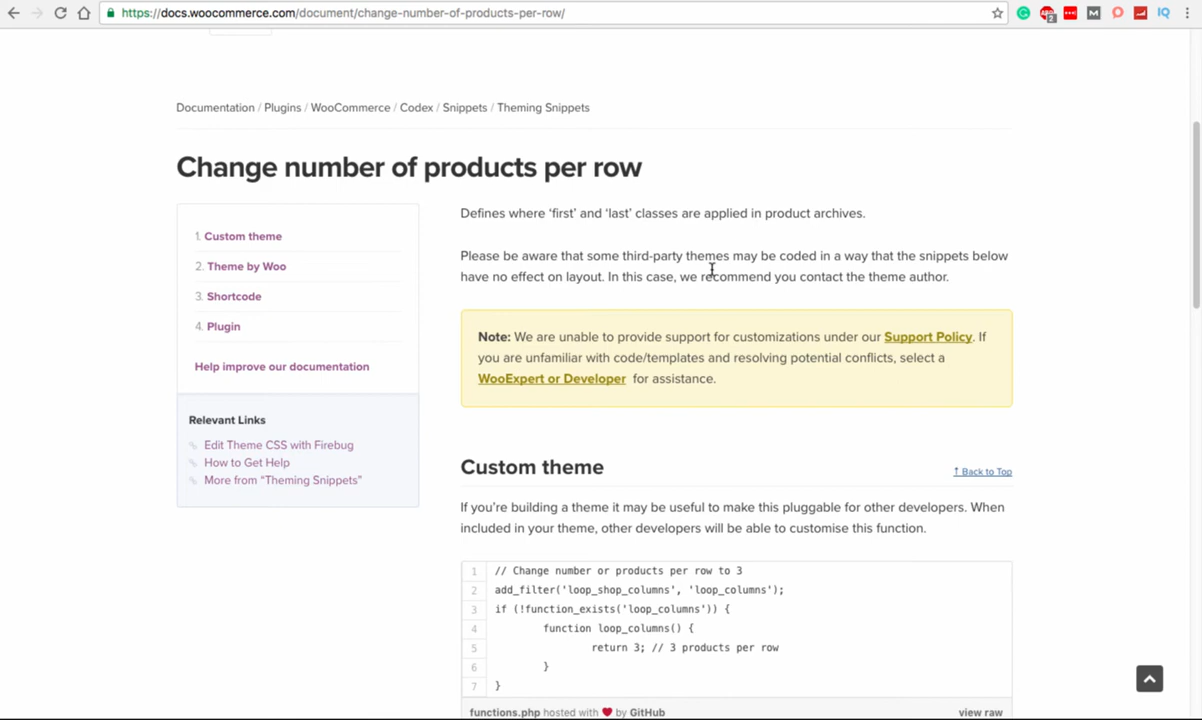 https://docs.woocommerce.com/document/change-number-of-products-per-row/
Documentation / Plugins / WooCommerce / Codex / Snippets / Theming Snippets
Change number of products per row
1. Custom theme
2. Theme by Woo
3. Shortcode
4. Plugin
Help improve our documentation
Relevant Links
Edit Theme CSS with Firebug
How to Get Help
More from “Theming Snippets”
Defines where ‘first’ and ‘last’ classes are applied in product archives.
Please be aware that some third-party themes may be coded in a way that the snippets below
have no effect on layout. In this case, we recommend you contact the theme author.
Note: We are unable to provide support for customizations under our Support Policy. If
you are unfamiliar with code/templates and resolving potential conflicts, select a
WooExpert or Developer for assistance.
Custom theme
↑ Back to Top
If you’re building a theme it may be useful to make this pluggable for other developers. When
included in your theme, other developers will be able to customise this function.
1 // Change number or products per row to 3
2 add_filter('loop_shop_columns', 'loop_columns');
3 if (!function_exists('loop_columns')) {
4 function loop_columns() {
5 return 3; // 3 products per row
6 }
7 }
functions.php hosted with ❤ by GitHub
view raw